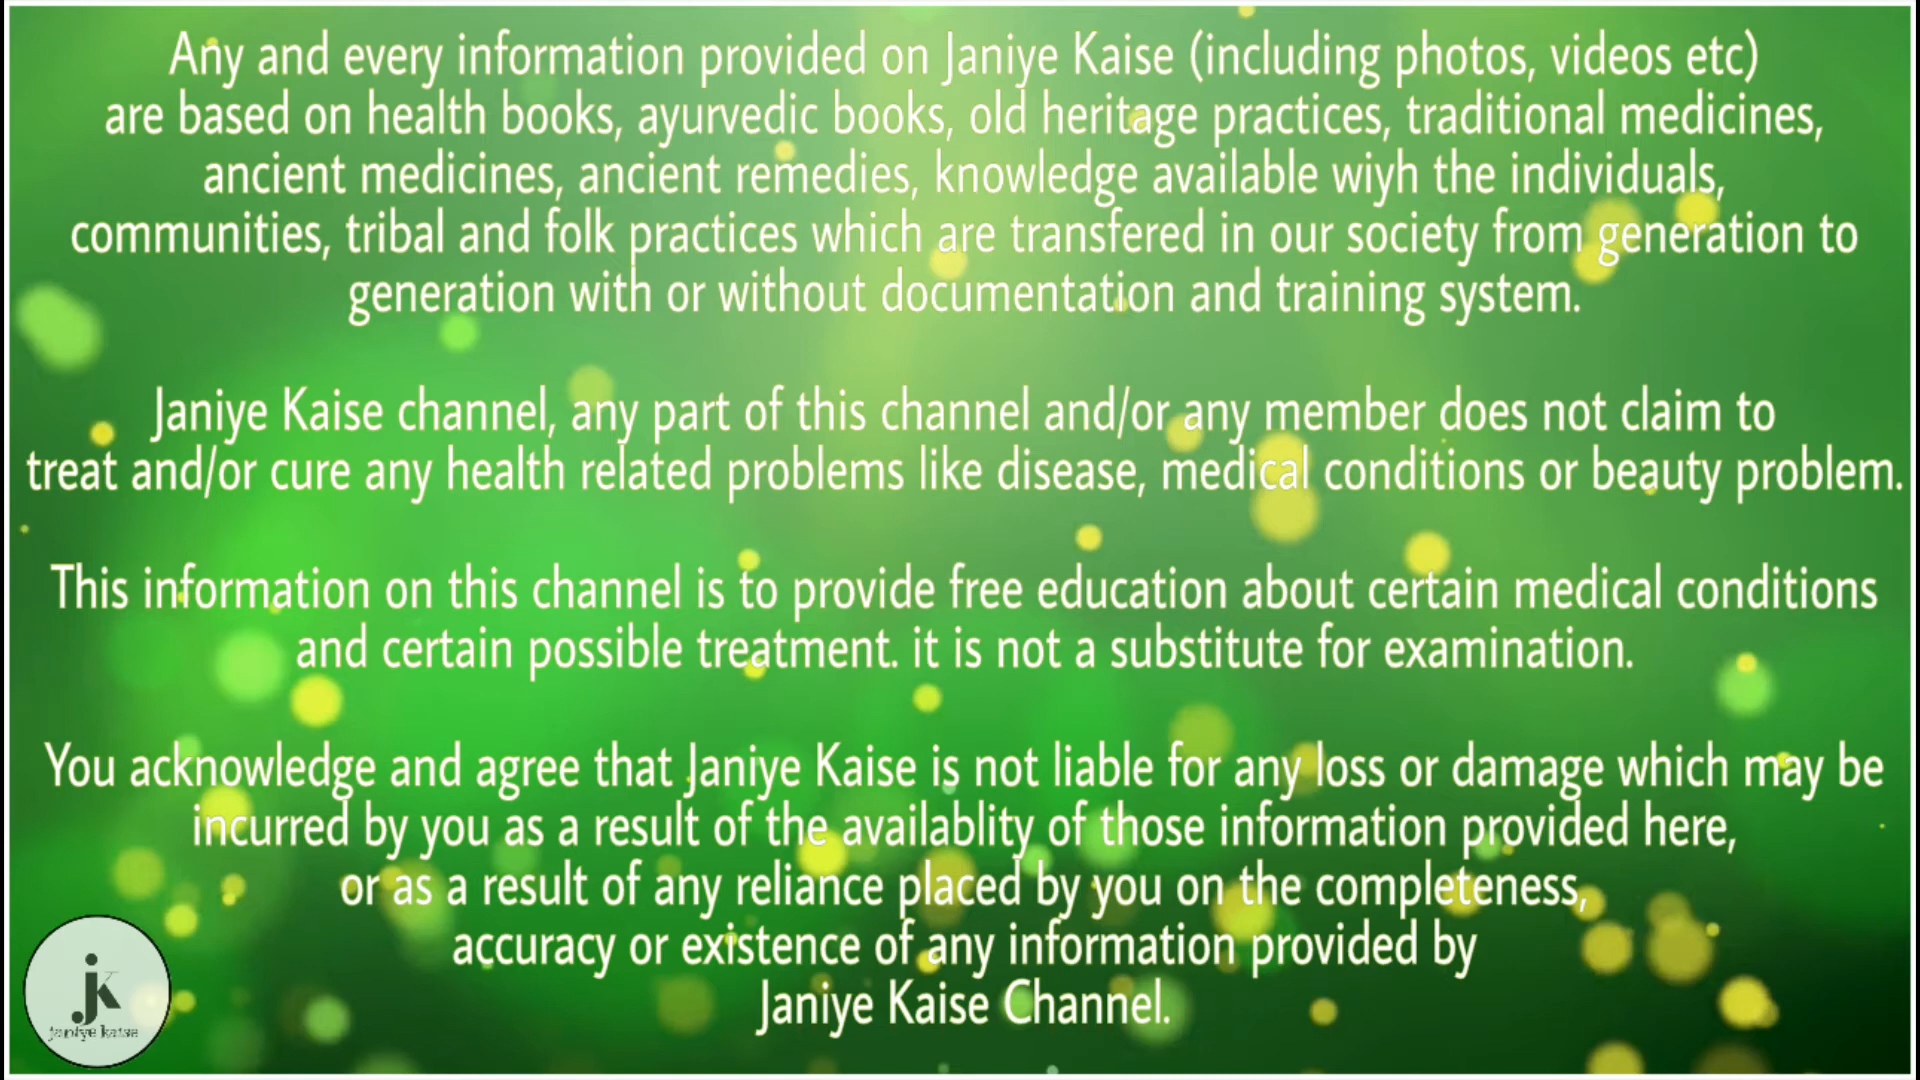 Any and every information provided on Janiye Kaise (including photos, videos etc)
are based on health books, ayurvedic books, old heritage practices, traditional medicines,
ancient medicines, ancient remedies, knowledge available wiyh the individuals,
communities, tribal and folk practices which are transfered in our society from generation to
generation with or without documentation and training system.
Janiye Kaise channel, any part of this channel and/or any member does not claim to
treat and/or cure any health related problems like disease, medical conditions or beauty problem.
This information on this channel is to provide free education about certain medical conditions
and certain possible treatment. it is not a substitute for examination.
You acknowledge and agree that Janiye Kaise is not liable for any loss or damage which may be
incurred by you as a result of the availablity of those information provided here,
or as a result of any reliance placed by you on the completeness,
accuracy or existence of any information provided by
Janiye Kaise Channel.
jk
janiye kaise